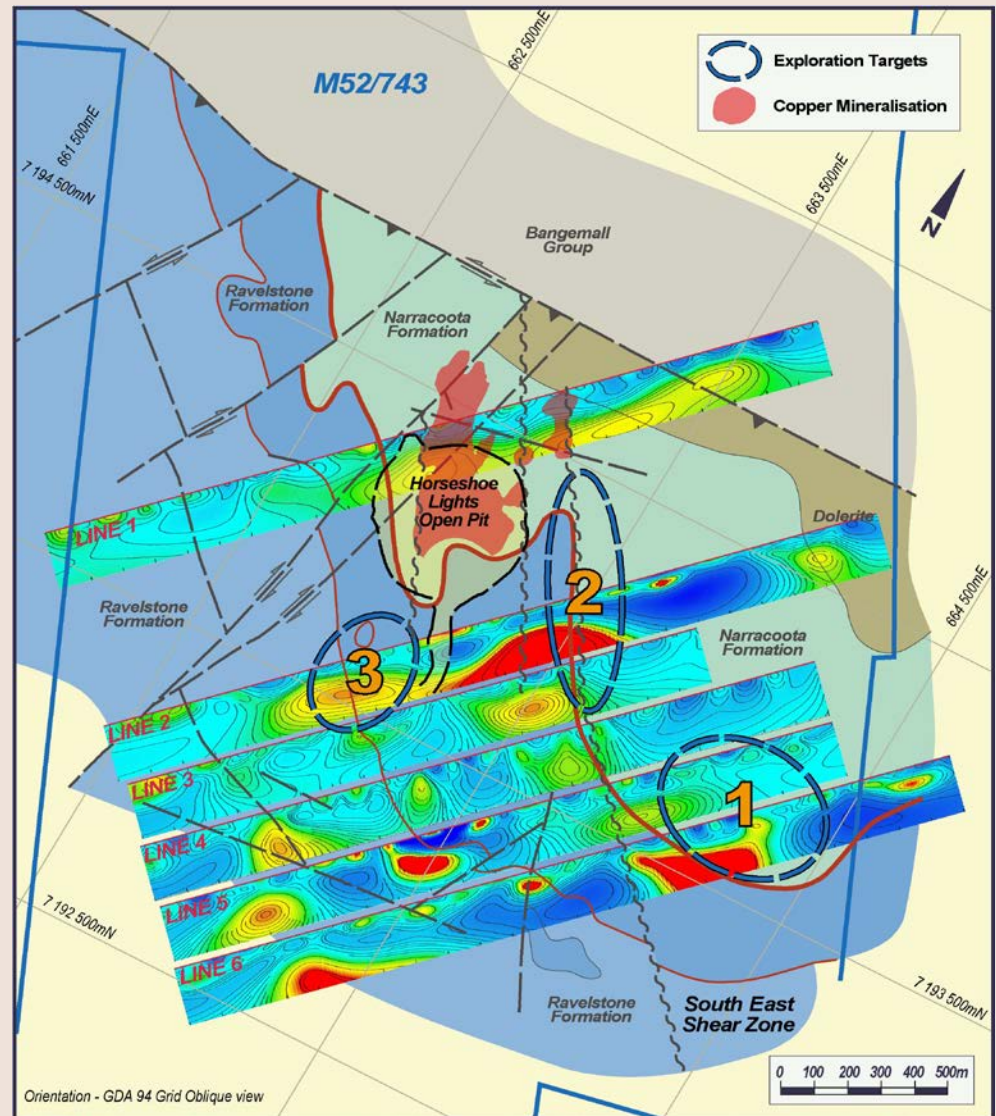 662 500mE
M52/743
Exploration Targets
Copper Mineralisation
661 500mE
7 194 500mN
663 500mE
N
Bangemall
Group
Ravelstone
Formation
Narracoota
Formation
Horseshoe
Lights
Open Pit
LINE 1
Dolerite
664 500mE
Ravelstone
Formation
2
3
Narracoota
Formation
LINE 2
LINE 3
1
LINE 4
LINE 5
7 192 500mN
LINE 6
7 193 500mN
Ravelstone
Formation
South East
Shear Zone
0 100 200 300 400 500m
Orientation - GDA 94 Grid Oblique view